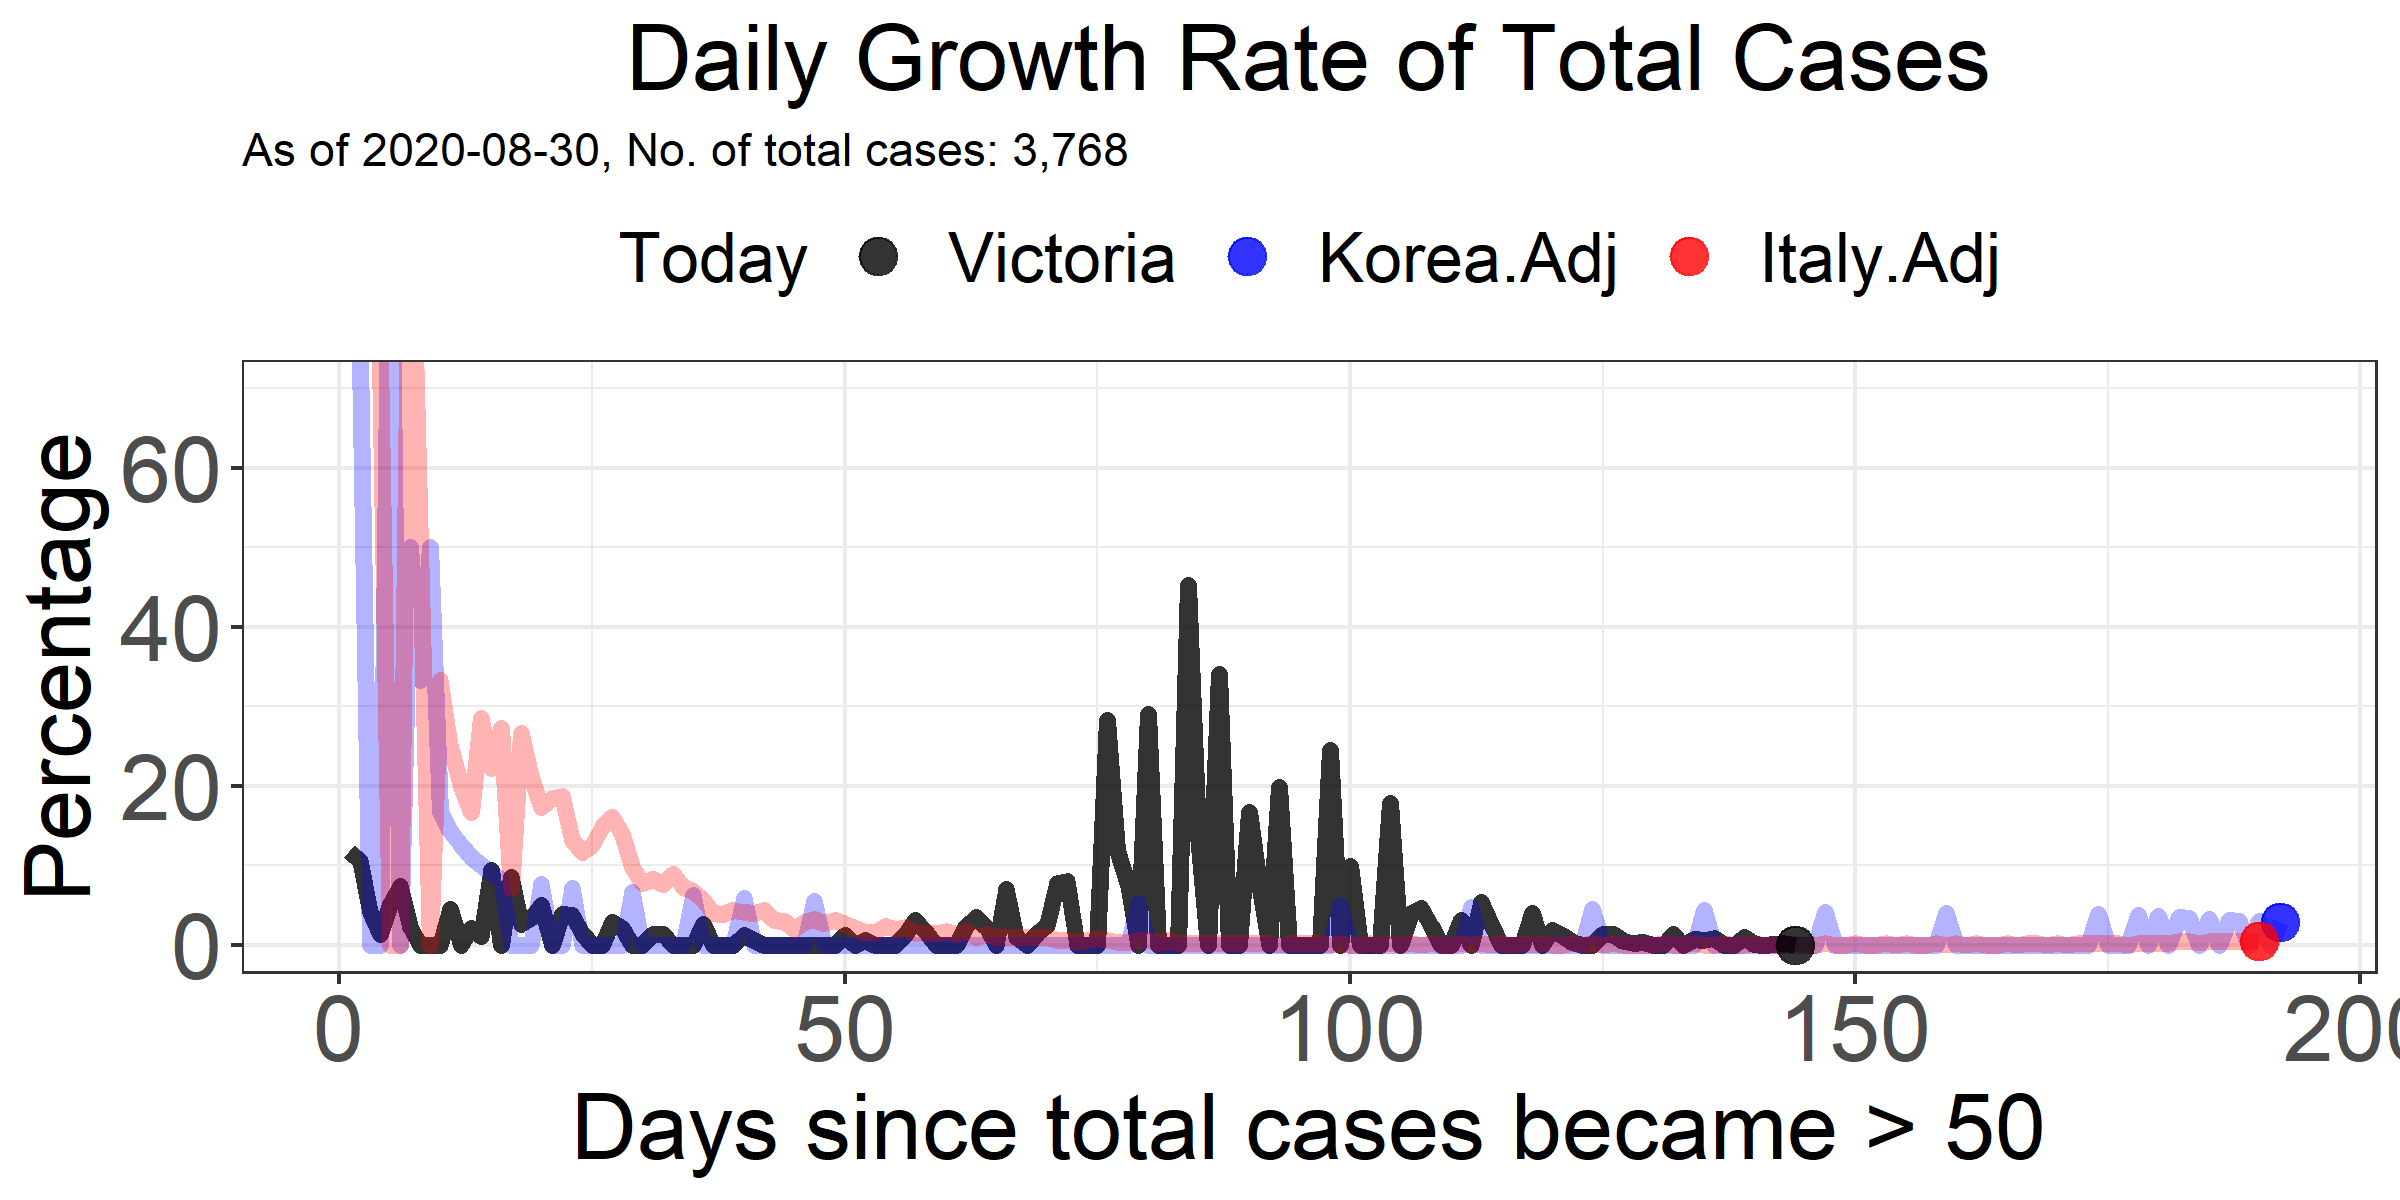 Daily Growth Rate of Total Cases
As of 2020-08-30, No. of total cases: 3,768
Today Victoria Korea.Adj Italy.Adj
Percentage
60
40
20
0
0 50 100 150 200
Days since total cases became > 50